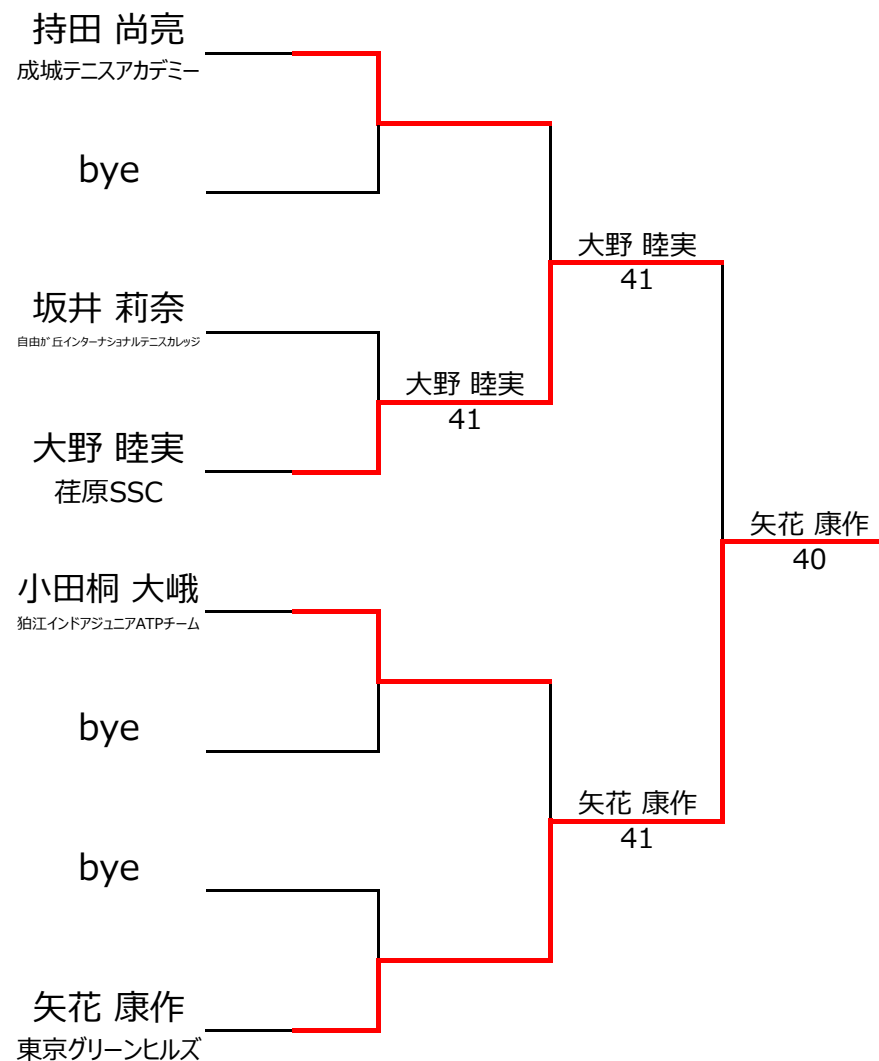 持田 尚亮
成城テニスアカデミー
bye
大野 睦実
41
坂井 莉奈
自由が丘インターナショナルテニスカレッジ
大野 睦実
41
大野 睦実
荏原SSC
矢花 康作
40
小田桐 大峨
狛江インドアジュニアATPチーム
bye
矢花 康作
41
bye
矢花 康作
東京グリーンヒルズ